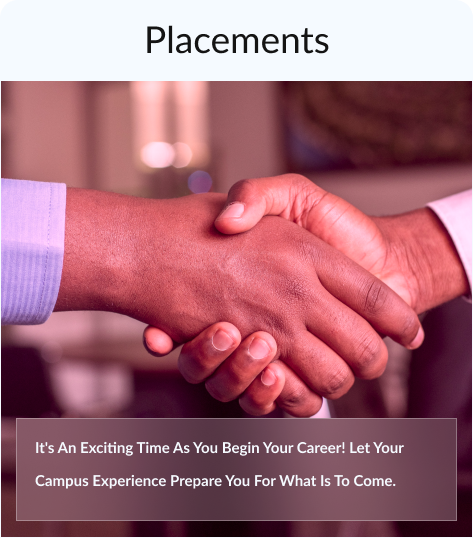 Placements
It's An Exciting Time As You Begin Your Career! Let Your
Campus Experience Prepare You For What Is To Come.